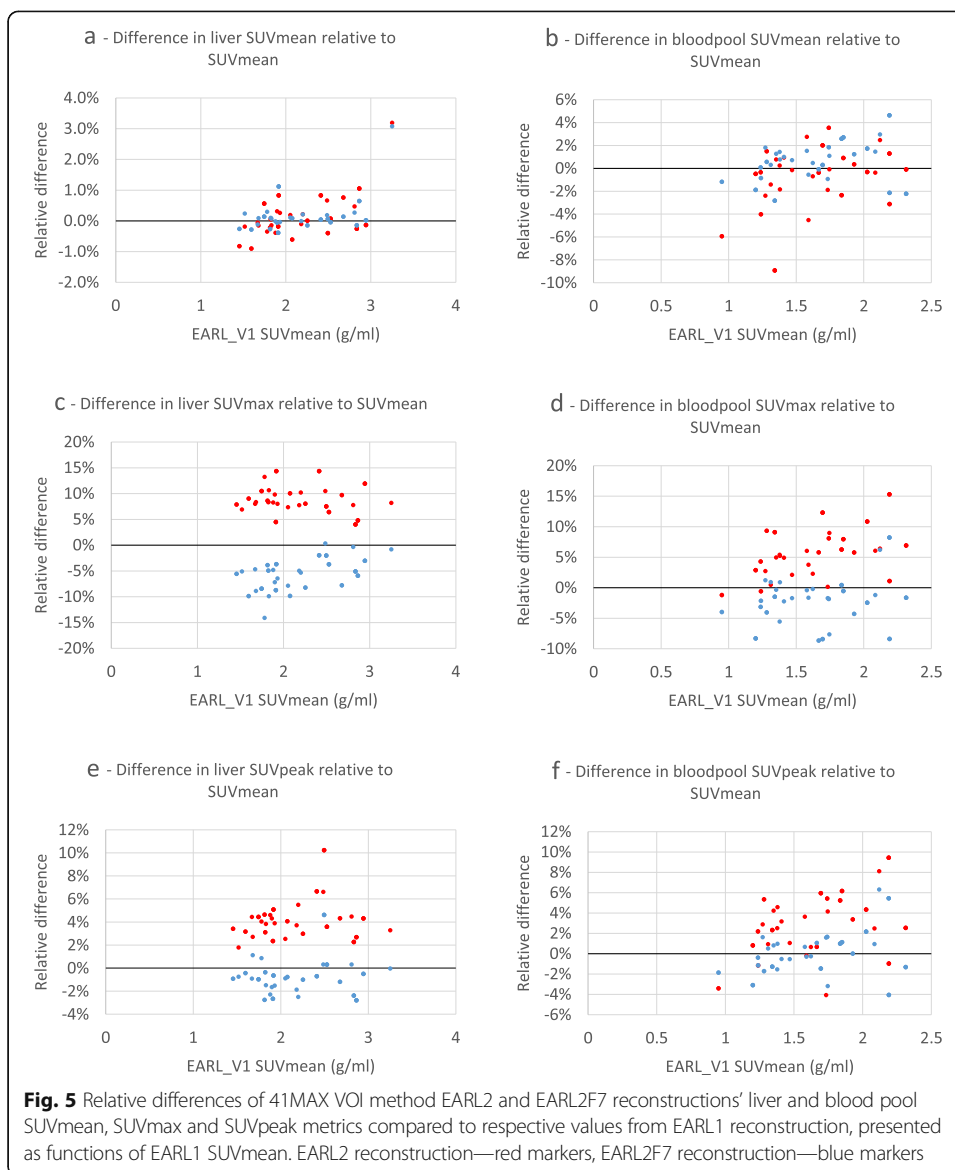 a - Difference in liver SUVmean relative to
SUVmean
4.0%
3.0%
2.0%
1.0%
0.0%
-1.0%
-2.0%
Relative difference
0 1 2 3 4
EARL_V1 SUVmean (g/ml)
b - Difference in bloodpool SUVmean relative to
SUVmean
6%
4%
2%
0%
-2%
-4%
-6%
-8%
-10%
Relative difference
0 0.5 1 1.5 2 2.5
EARL_V1 SUVmean (g/ml)
c - Difference in liver SUVmax relative to SUVmean
20%
15%
10%
5%
0%
-5%
-10%
-15%
-20%
Relative difference
0 1 2 3 4
EARL_V1 SUVmean (g/ml)
d - Difference in bloodpool SUVmax relative to
SUVmean
20%
15%
10%
5%
0%
-5%
-10%
Relative difference
0 0.5 1 1.5 2 2.5
EARL_V1 SUVmean (g/ml)
e - Difference in liver SUVpeak relative to
SUVmean
12%
10%
8%
6%
4%
2%
0%
-2%
-4%
Relative difference
0 1 2 3 4
EARL_V1 SUVmean (g/ml)
f - Difference in bloodpool SUVpeak relative to
SUVmean
12%
10%
8%
6%
4%
2%
0%
-2%
-4%
-6%
Relative difference
0 0.5 1 1.5 2 2.5
EARL_V1 SUVmean (g/ml)
Fig. 5 Relative differences of 41MAX VOI method EARL2 and EARL2F7 reconstructions' liver and blood pool
SUVmean, SUVmax and SUVpeak metrics compared to respective values from EARL1 reconstruction, presented
as functions of EARL1 SUVmean. EARL2 reconstruction—red markers, EARL2F7 reconstruction—blue markers